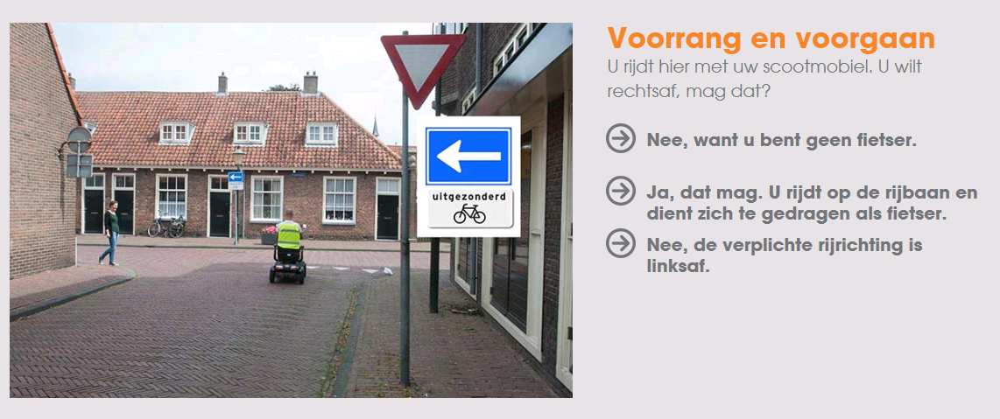 uitgezonderd
Voorrang en voorgaan
U rijdt hier met uw scootmobiel. U wilt
rechtsaf, mag dat?
Nee, want u bent geen fietser.
Ja, dat mag. U rijdt op de rijbaan en
dient zich te gedragen als fietser.
Nee, de verplichte rijrichting is
linksaf.